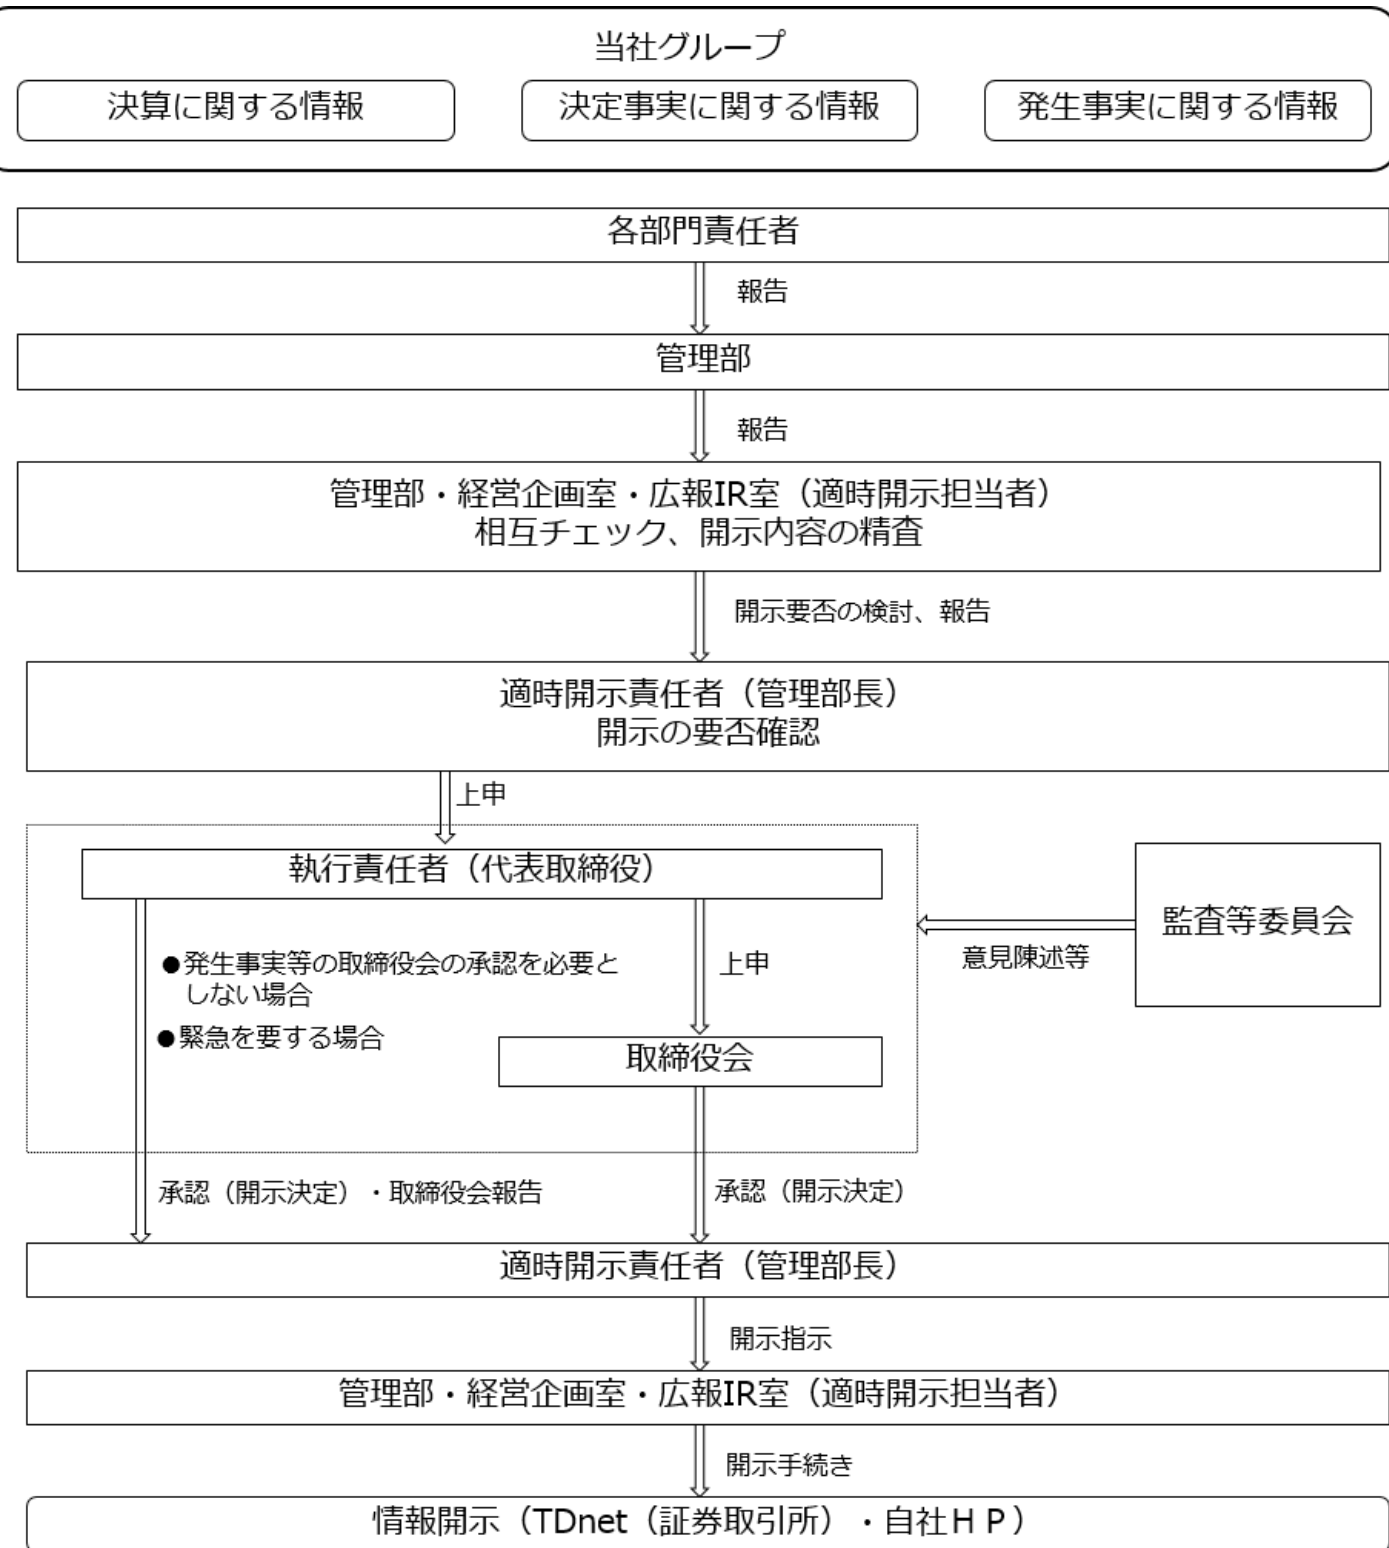 当社グループ
決算に関する情報
決定事実に関する情報
発生事実に関する情報
各部門責任者
報告
管理部
報告
管理部・経営企画室・広報IR室（適時開示担当者）
相互チェック、開示内容の精査
開示要否の検討、報告
適時開示責任者（管理部長）
開示の要否確認
上申
執行責任者（代表取締役）
監査等委員会
意見陳述等
●発生事実等の取締役会の承認を必要と
しない場合
上申
●緊急を要する場合
取締役会
承認（開示決定）・取締役会報告
承認（開示決定）
適時開示責任者（管理部長）
開示指示
管理部・経営企画室・広報IR室（適時開示担当者）
開示手続き
情報開示（TDnet（証券取引所）・自社ＨＰ）